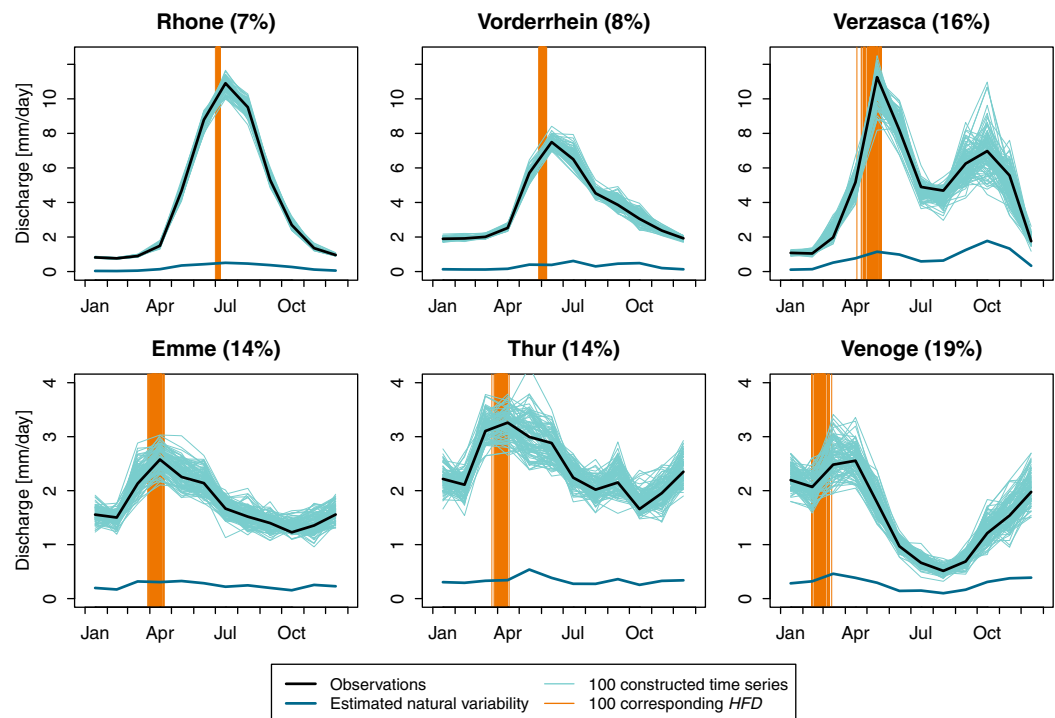 Rhone (7%)
Vorderrhein (8%)
Verzasca (16%)
Discharge [mm/day]
0 2 4 6 8 10
Jan Apr Jul Oct
0 2 4 6 8 10
Jan Apr Jul Oct
0 2 4 6 8 10
Jan Apr Jul Oct
Emme (14%)
Thur (14%)
Venoge (19%)
Discharge [mm/day]
0 1 2 3 4
Jan Apr Jul Oct
0 1 2 3 4
Jan Apr Jul Oct
0 1 2 3 4
Jan Apr Jul Oct
Observations
Estimated natural variability
100 constructed time series
100 corresponding HFD